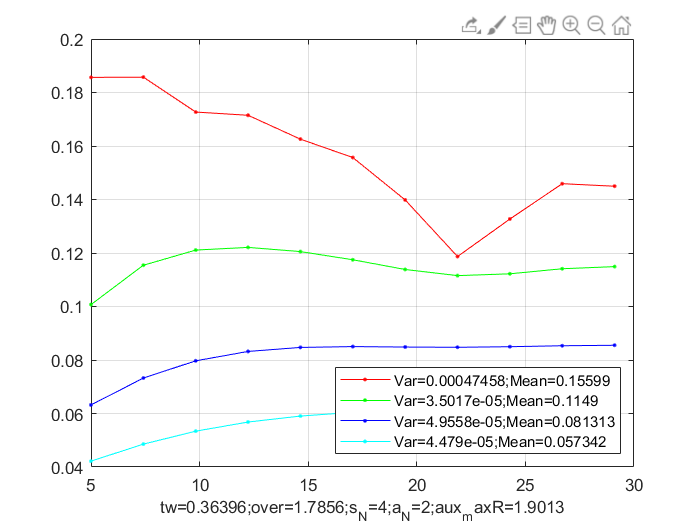 0.2
0.18
0.16
0.14
0.12
0.1
0.08
0.06
0.04
Var=0.00047458;Mean=0.15599
Var=3.5017e-05;Mean=0.1149
Var=4.9558e-05;Mean=0.081313
Var=4.479e-05;Mean=0.057342
5 10 15 20 25 30
tw=0.36396;over=1.7856;s_N=4;a_N=2;aux_maxR=1.9013